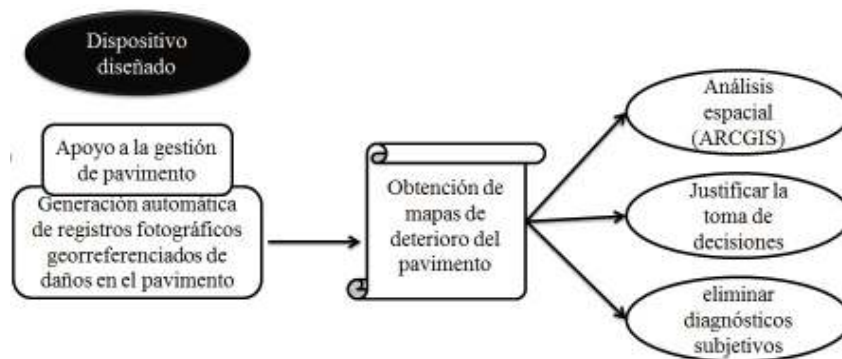 Dispositivo
diseñado
Apoyo a la gestión
de pavimento
Generación automática
de registros fotográficos
georreferenciados de
daños en el pavimento
Obtención de
mapas de
deterioro del
pavimento
Análisis
espacial
(ARCGIS)
Justificar la
toma de
decisiones
eliminar
diagnósticos
subjetivos